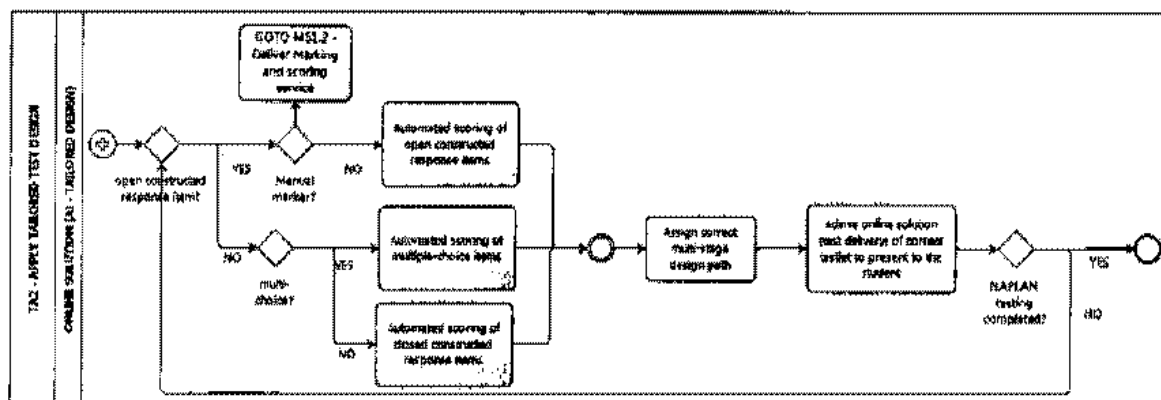 TA2 - APPLY TAILORED TEST DESIGN
ONLINE SOLUTION (A2 - TAILORED DESIGN)
GOTO MS1.2 -
Deliver Marking
and scoring
service
open constructed
response item?
YES
Manual
marker?
NO
Automated scoring of
open constructed
response items
NO
multi-
choice?
YES
Automated scoring of
multiple-choice items
NO
Automated scoring of
closed constructed
response items
Assign correct
multi-stage
design path
online solution
delivery of correct
testlet to present to the
student
NAPLAN
testing
completed?
YES
NO